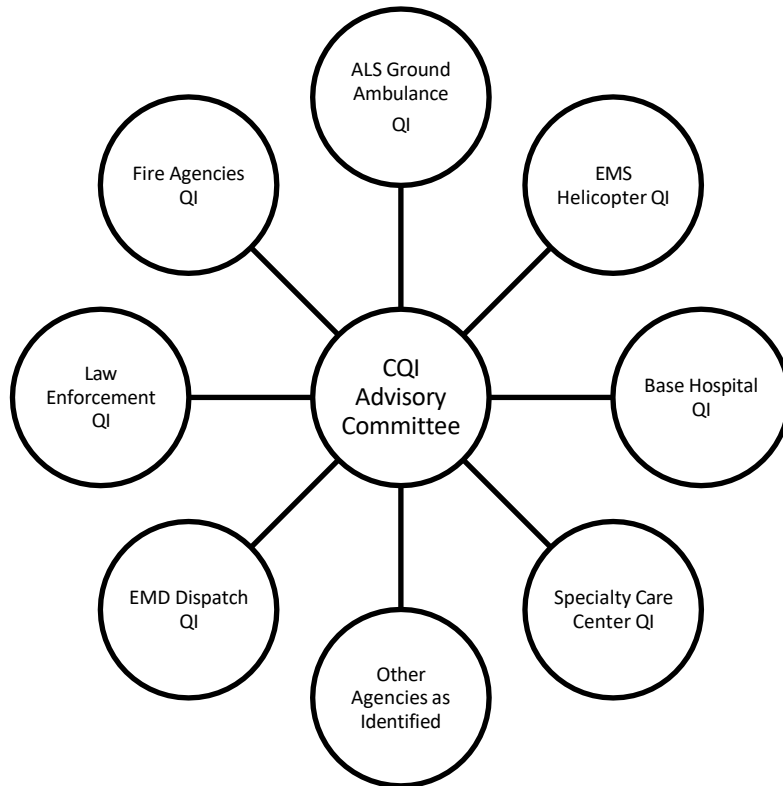 ALS Ground
Ambulance
QI
Fire Agencies
QI
EMS
Helicopter QI
Law
Enforcement
QI
CQI
Advisory
Committee
Base Hospital
QI
EMD Dispatch
QI
Specialty Care
Center QI
Other
Agencies as
Identified